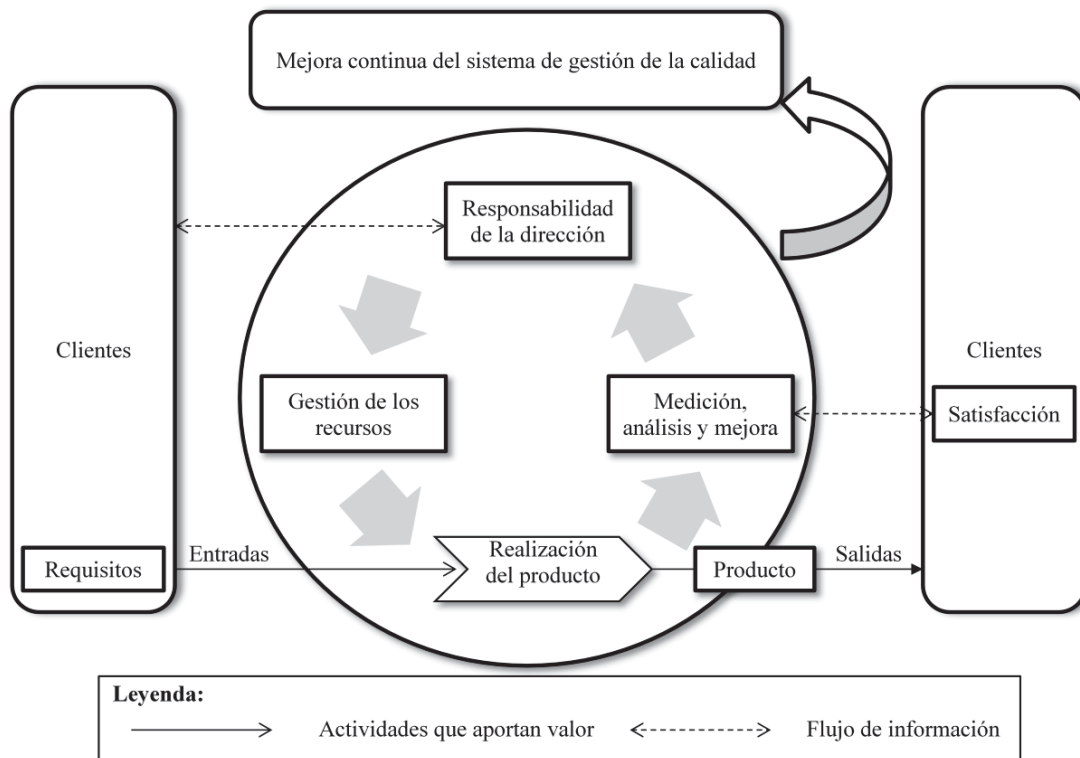 Mejora continua del sistema de gestión de la calidad
Responsabilidad
de la dirección
Clientes
Clientes
Gestión de los
recursos
Medición,
análisis y mejora
Satisfacción
Requisitos
Entradas
Realización
del producto
Producto
Salidas
Leyenda:
Actividades que aportan valor
Flujo de información